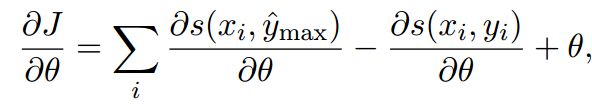 ∂J/∂θ = ∑_i ∂s(x_i, ŷ_max)/∂θ − ∂s(x_i, y_i)/∂θ + θ,